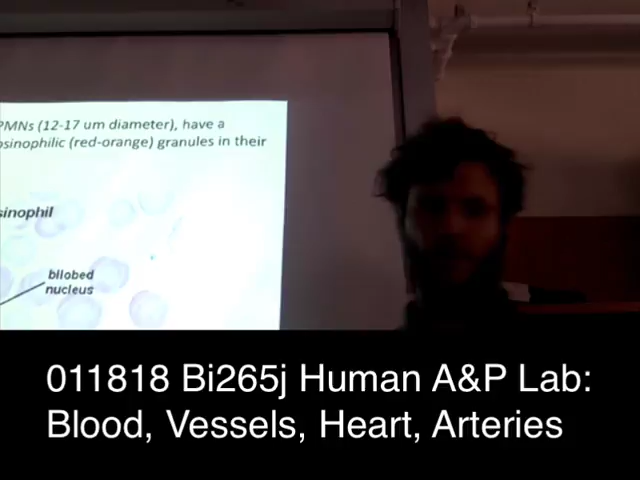 PMNs (12-17 um diameter), have a
osinophilic (red-orange) granules in their
sinophil
bilobed
nucleus
011818 Bi265j Human A&P Lab:
Blood, Vessels, Heart, Arteries